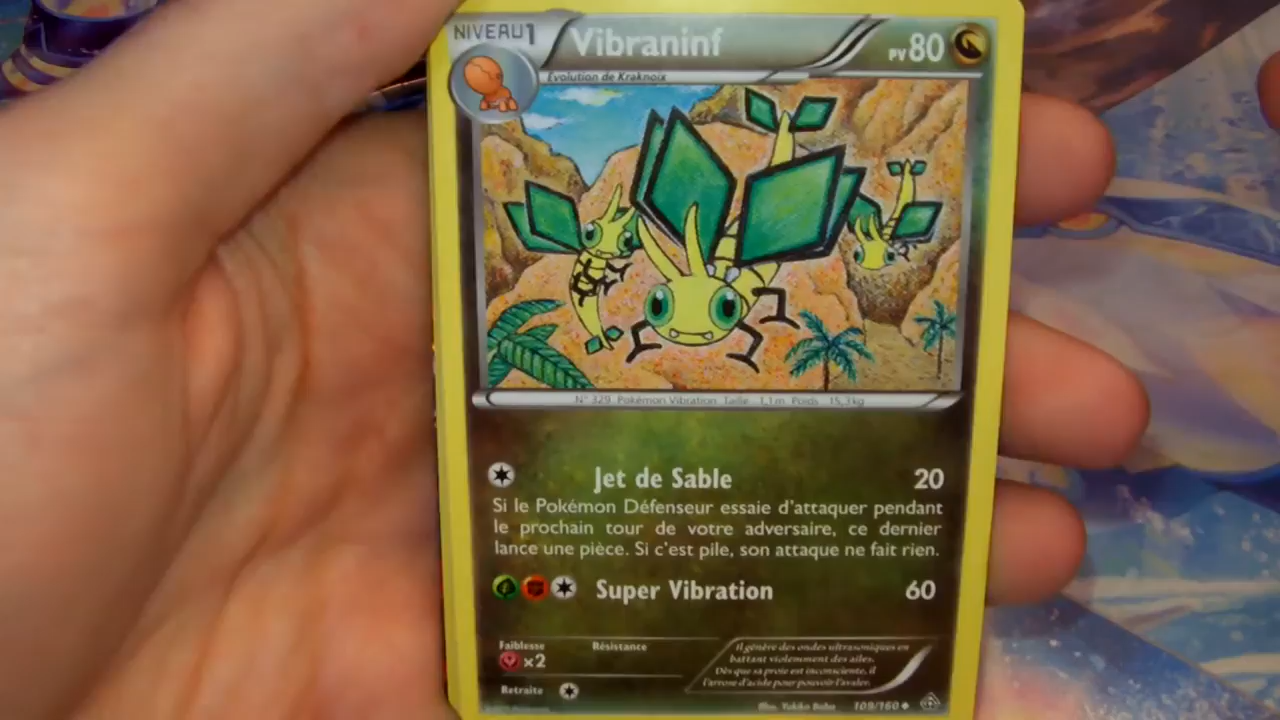 NIVEAU 1
Vibraninf
PV 80
Évolution de Kraknoix
N° 329 Pokémon Vibration Taille 1,1 m Poids 15,3 kg
Jet de Sable 20
Si le Pokémon Défenseur essaie d'attaquer pendant
le prochain tour de votre adversaire, ce dernier
lance une pièce. Si c'est pile, son attaque ne fait rien.
Super Vibration 60
Faiblesse Résistance
×2
Il génère des ondes ultrasoniques en
battant violemment des ailes.
Dès que sa proie est inconsciente, il
l'arrose d'acide pour pouvoir l'avaler.
Retraite
Illus. Yukiko Baba 109/160